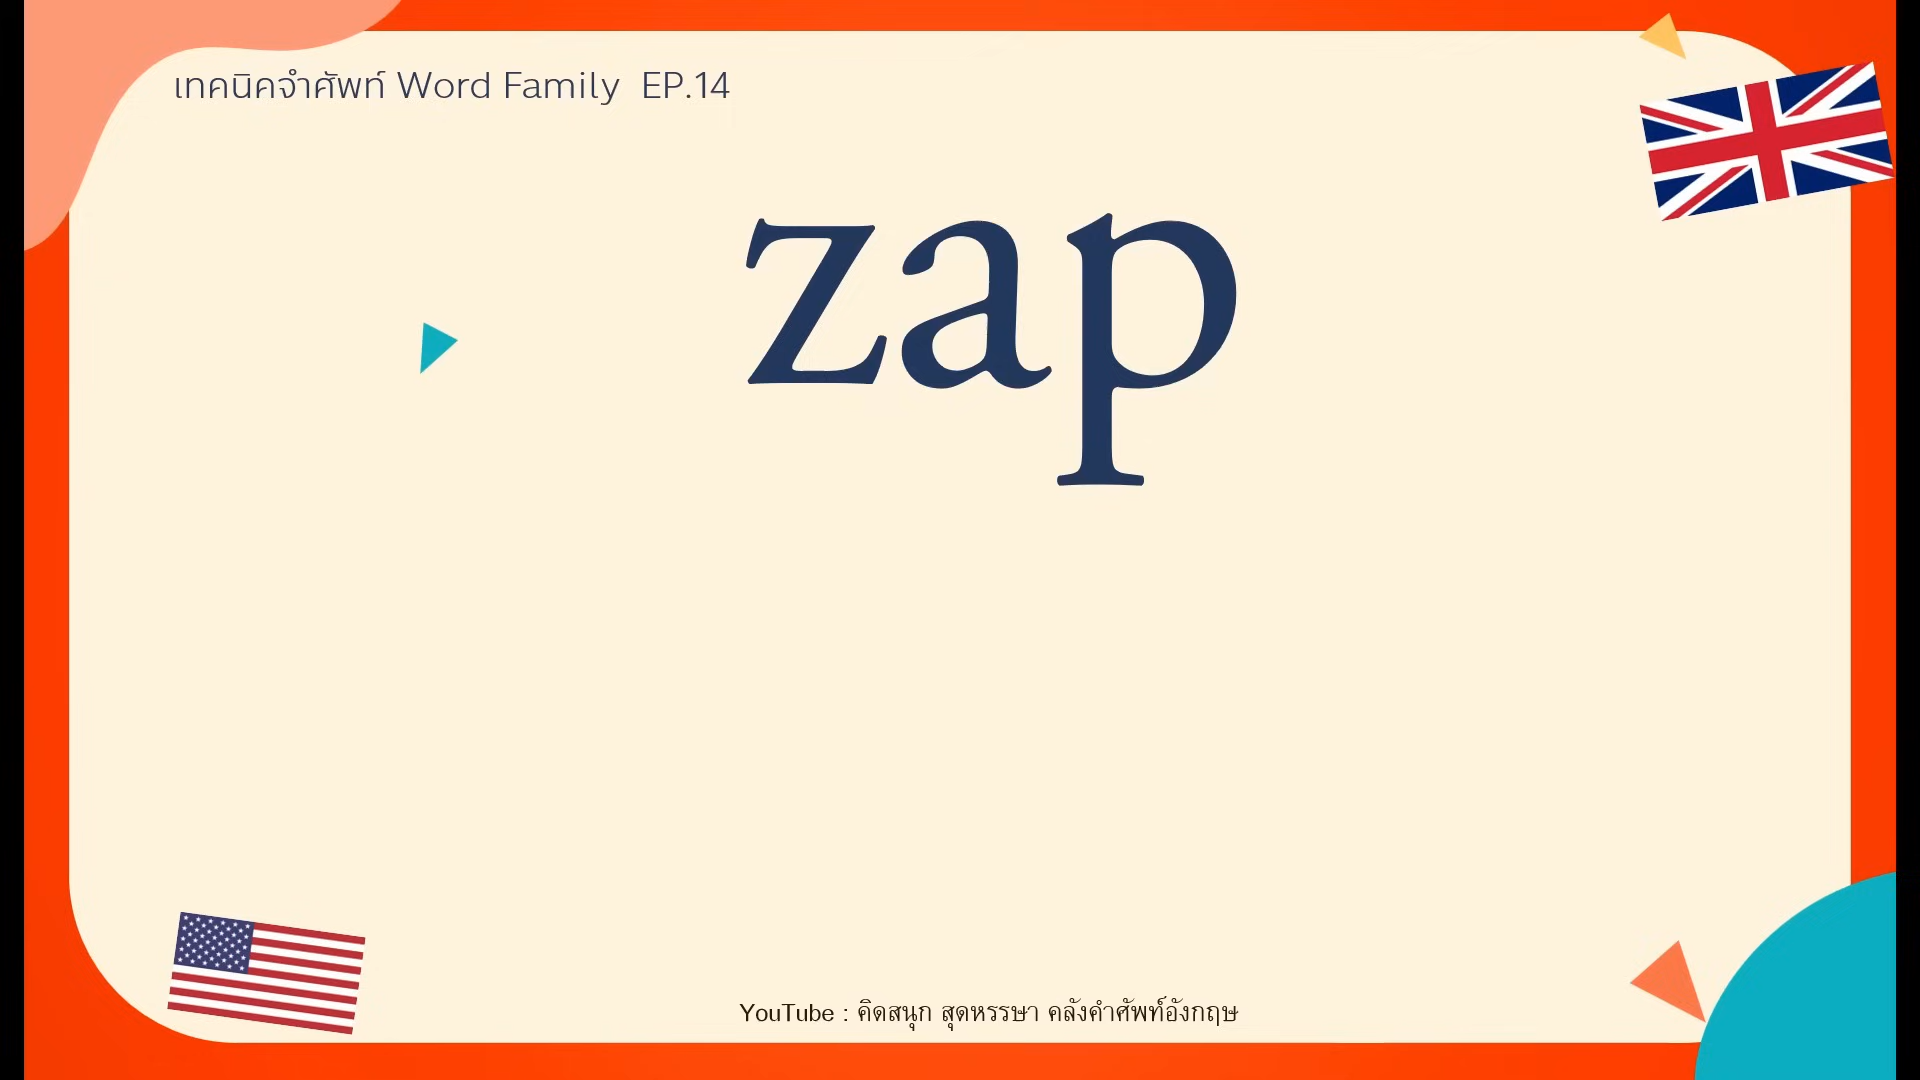 เทคนิคจำศัพท์ Word Family EP.14
zap
YouTube : คิดสนุก สุดหรรษา คลังคำศัพท์อังกฤษ